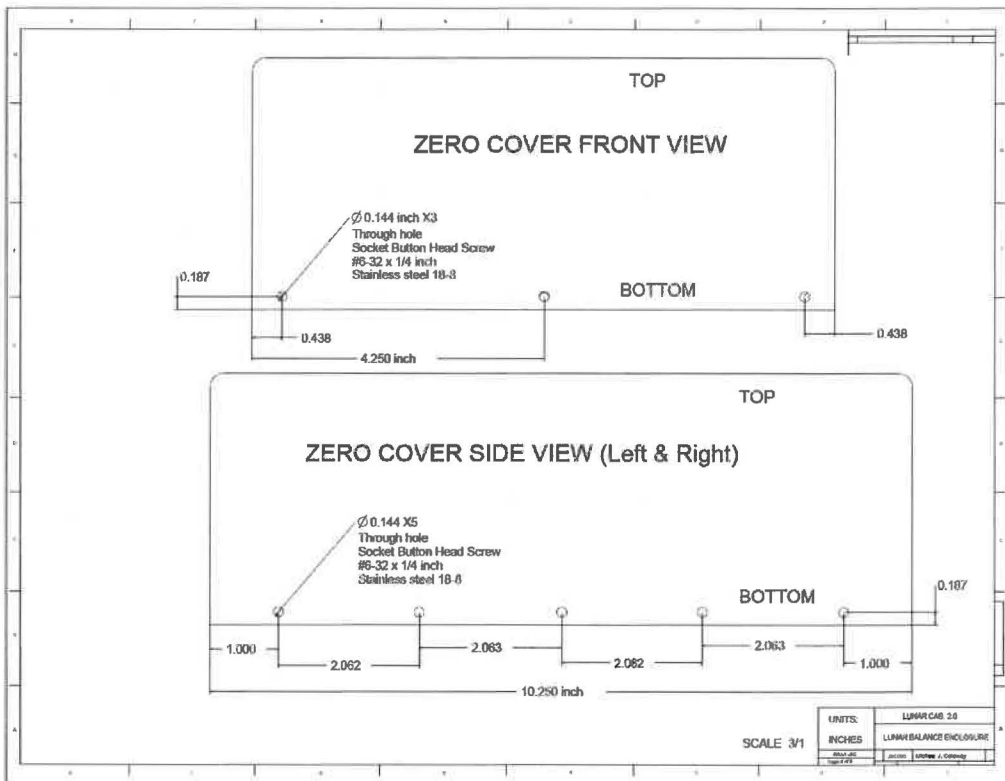 TOP
ZERO COVER FRONT VIEW
Ø 0.144 inch X3
Through hole
Socket Button Head Screw
#6-32 x 1/4 inch
Stainless steel 18-8
0.187
BOTTOM
0.438
0.438
4.250 inch
TOP
ZERO COVER SIDE VIEW (Left & Right)
Ø 0.144 X5
Through hole
Socket Button Head Screw
#6-32 x 1/4 inch
Stainless steel 18-8
0.187
BOTTOM
1.000
2.062
2.063
2.062
2.063
1.000
10.250 inch
SCALE 3/1
UNITS:
INCHES
LUNAR CAB. 2.0
LUNAR BALANCE ENCLOSURE